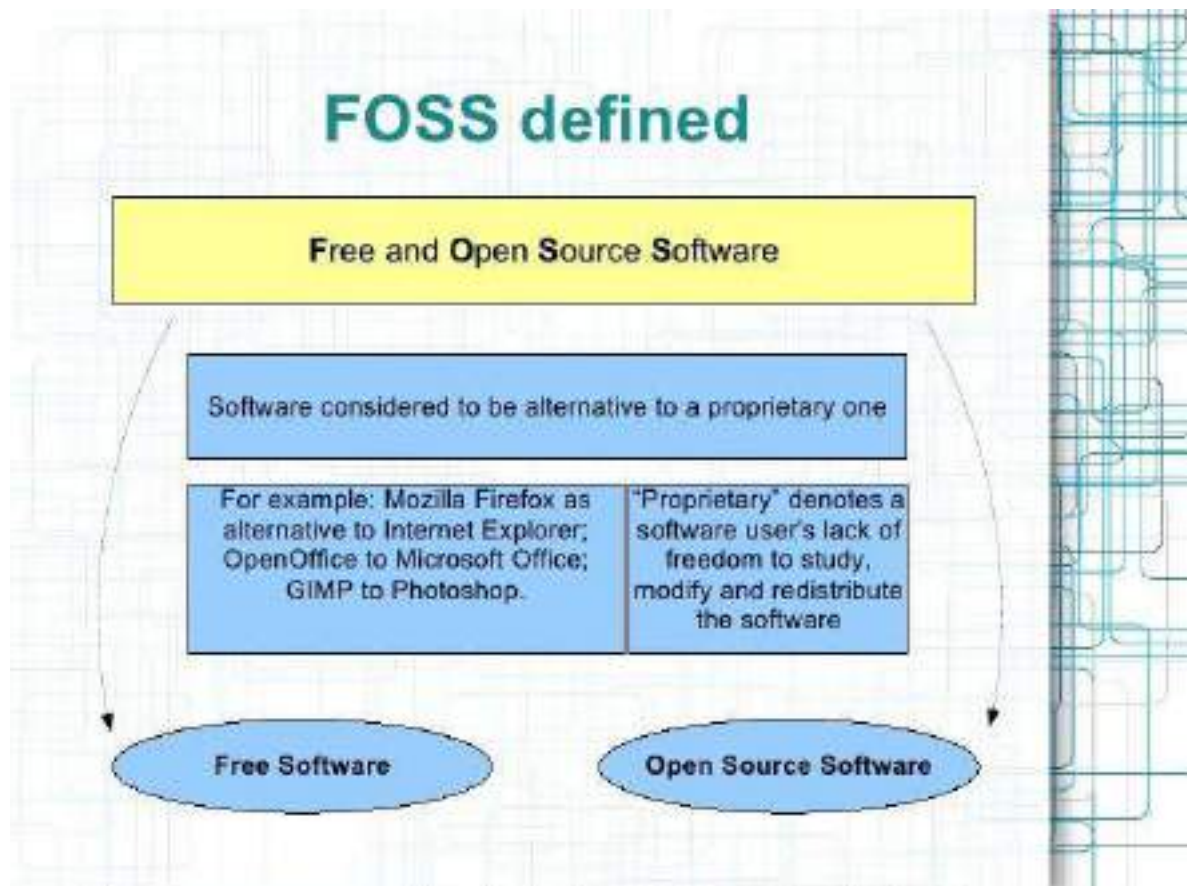 FOSS defined
Free and Open Source Software
Software considered to be alternative to a proprietary one
For example: Mozilla Firefox as
alternative to Internet Explorer;
OpenOffice to Microsoft Office;
GIMP to Photoshop.
“Proprietary” denotes a
software user's lack of
freedom to study,
modify and redistribute
the software
Free Software
Open Source Software